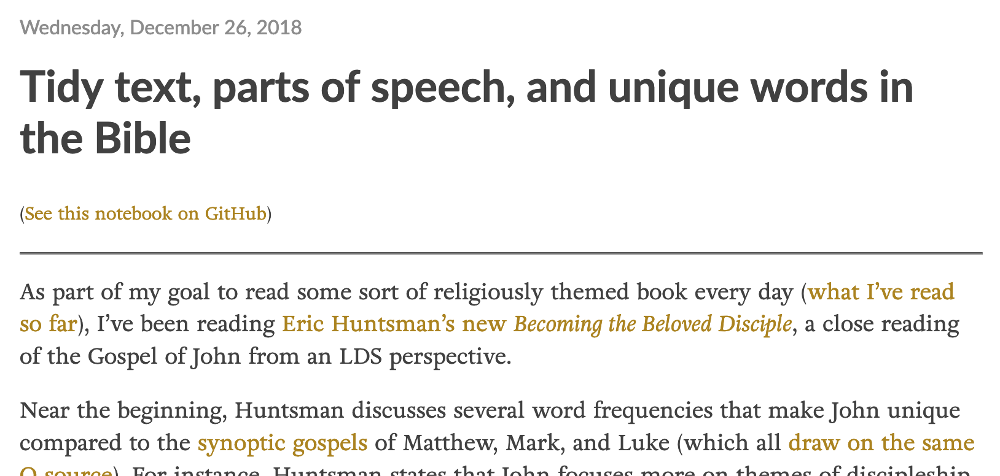 Wednesday, December 26, 2018
Tidy text, parts of speech, and unique words in
the Bible
(See this notebook on GitHub)
As part of my goal to read some sort of religiously themed book every day (what I’ve read
so far), I’ve been reading Eric Huntsman’s new Becoming the Beloved Disciple, a close reading
of the Gospel of John from an LDS perspective.
Near the beginning, Huntsman discusses several word frequencies that make John unique
compared to the synoptic gospels of Matthew, Mark, and Luke (which all draw on the same
Q source). For instance, Huntsman states that John focuses more on themes of discipleship